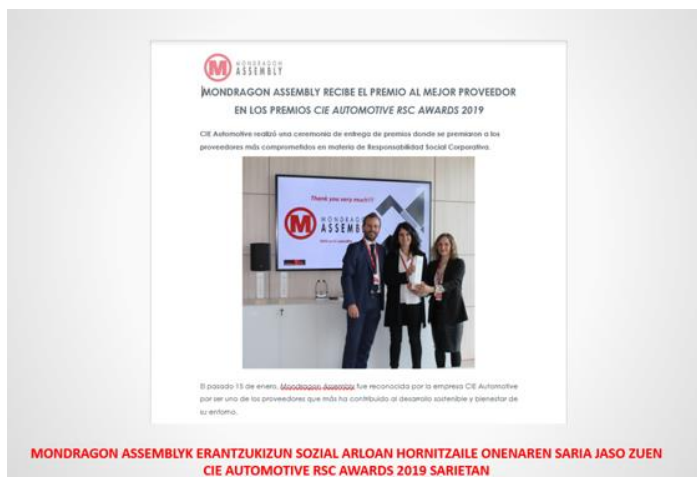 MONDRAGON
ASSEMBLY
MONDRAGON ASSEMBLY RECIBE EL PREMIO AL MEJOR PROVEEDOR
EN LOS PREMIOS CIE AUTOMOTIVE RSC AWARDS 2019
CIE Automotive realizó una ceremonia de entrega de premios donde se premiaron a los
proveedores más comprometidos en materia de Responsabilidad Social Corporativa.
Thank you very much!!!
MONDRAGON
ASSEMB
El pasado 15 de enero, Mondragon Assembly fue reconocida por la empresa CIE Automotive
por ser uno de los proveedores que más ha contribuido al desarrollo sostenible y bienestar de
su entorno.
MONDRAGON ASSEMBLYK ERANTZUKIZUN SOZIAL ARLOAN HORNITZAILE ONENAREN SARIA JASO ZUEN
CIE AUTOMOTIVE RSC AWARDS 2019 SARIETAN